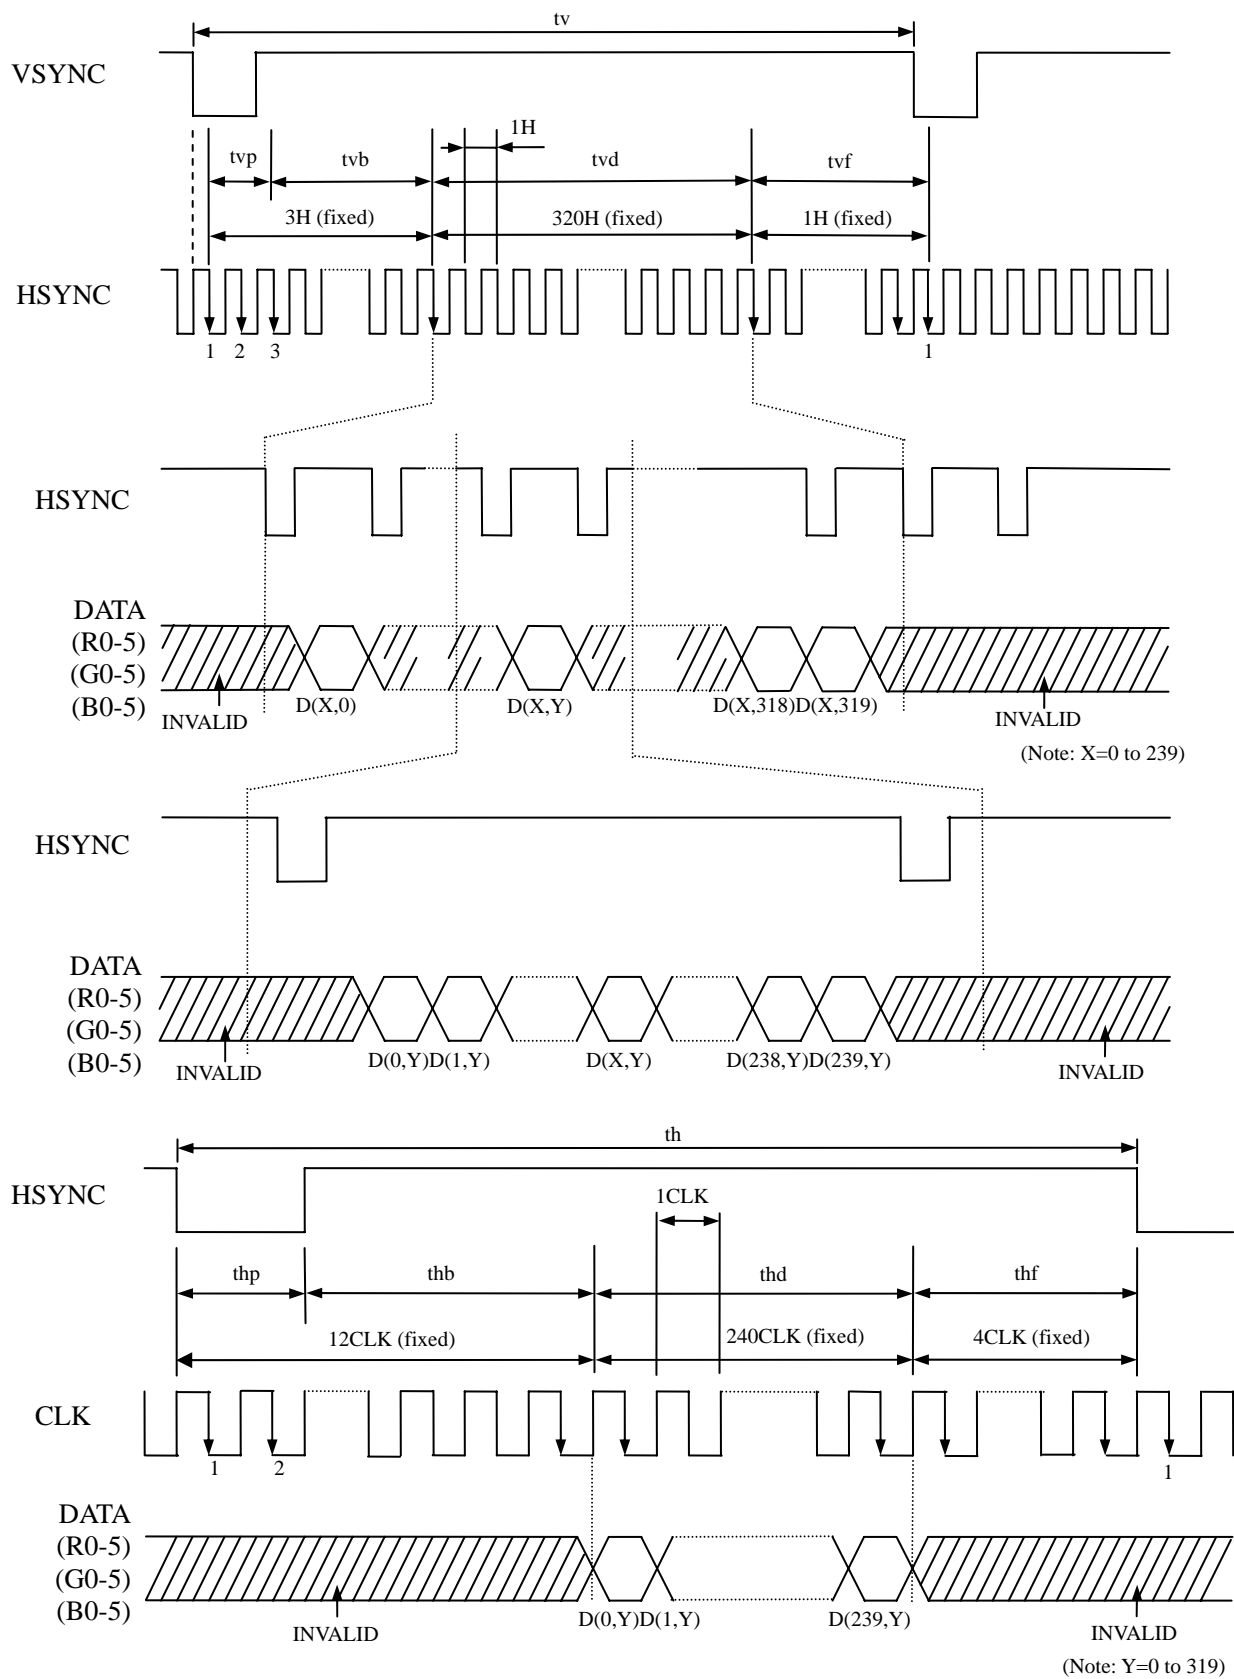 tv
VSYNC
1H
tvp tvb tvd tvf
3H (fixed) 320H (fixed) 1H (fixed)
HSYNC
1 2 3 1
HSYNC
DATA
(R0-5)
(G0-5)
(B0-5)
D(X,0) D(X,Y) D(X,318)D(X,319)
INVALID INVALID
(Note: X=0 to 239)
HSYNC
DATA
(R0-5)
(G0-5)
(B0-5)
D(0,Y)D(1,Y) D(X,Y) D(238,Y)D(239,Y)
INVALID INVALID
th
HSYNC
1CLK
thp thb thd thf
12CLK (fixed) 240CLK (fixed) 4CLK (fixed)
CLK
1 2 1
DATA
(R0-5)
(G0-5)
(B0-5)
D(0,Y)D(1,Y) D(239,Y)
INVALID INVALID
(Note: Y=0 to 319)